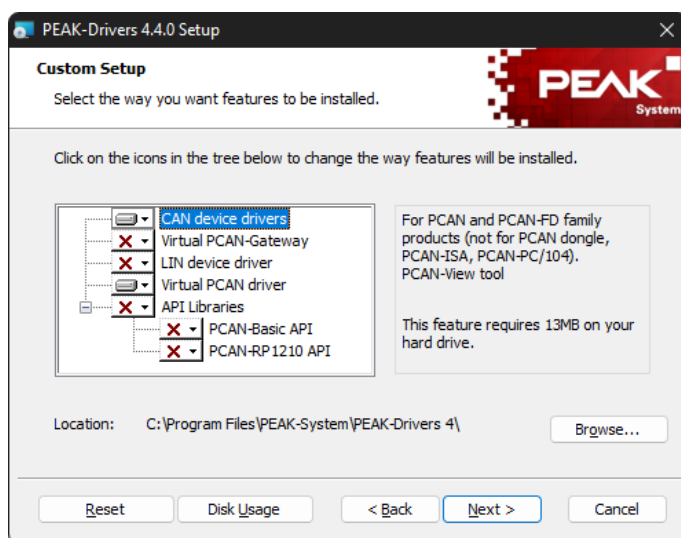 PEAK-Drivers 4.4.0 Setup
Custom Setup
Select the way you want features to be installed.
PEAK
System
Click on the icons in the tree below to change the way features will be installed.
CAN device drivers
Virtual PCAN-Gateway
LIN device driver
Virtual PCAN driver
API Libraries
PCAN-Basic API
PCAN-RP1210 API
For PCAN and PCAN-FD family
products (not for PCAN dongle,
PCAN-ISA, PCAN-PC/104).
PCAN-View tool
This feature requires 13MB on your
hard drive.
Location: C:\Program Files\PEAK-System\PEAK-Drivers 4\
Browse...
Reset Disk Usage < Back Next > Cancel